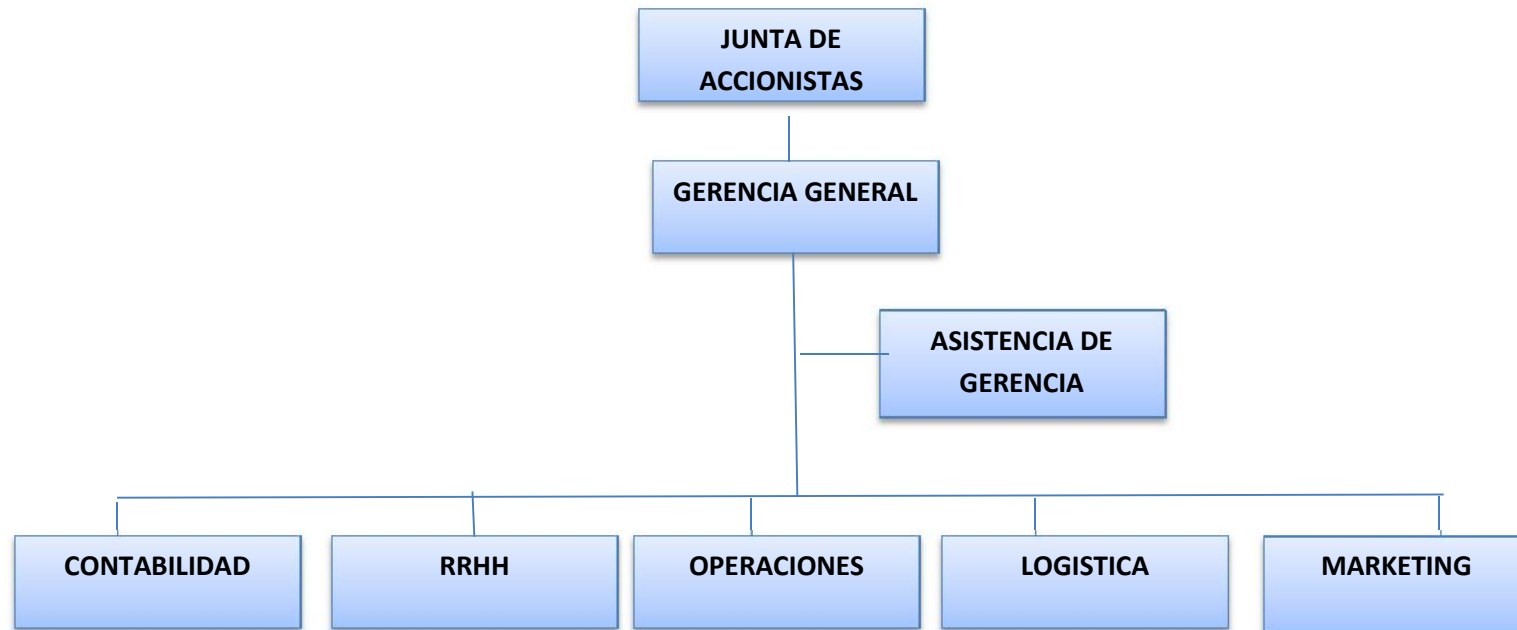 JUNTA DE
ACCIONISTAS
GERENCIA GENERAL
ASISTENCIA DE
GERENCIA
CONTABILIDAD
RRHH
OPERACIONES
LOGISTICA
MARKETING